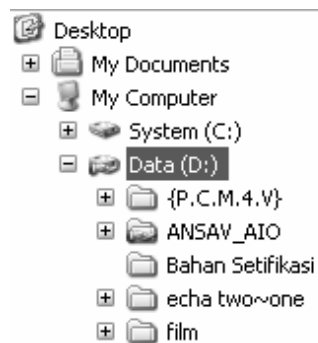 Desktop
My Documents
My Computer
System (C:)
Data (D:)
{P.C.M.4.V}
ANSAV_AIO
Bahan Setifikasi
echa two~one
film